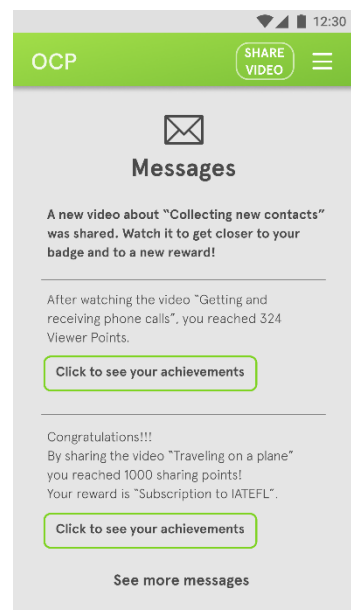 12:30
OCP
SHARE
VIDEO
Messages
A new video about “Collecting new contacts”
was shared. Watch it to get closer to your
badge and to a new reward!
After watching the video “Getting and
receiving phone calls”, you reached 324
Viewer Points.
Click to see your achievements
Congratulations!!!
By sharing the video “Traveling on a plane”
you reached 1000 sharing points!
Your reward is “Subscription to IATEFL”.
Click to see your achievements
See more messages